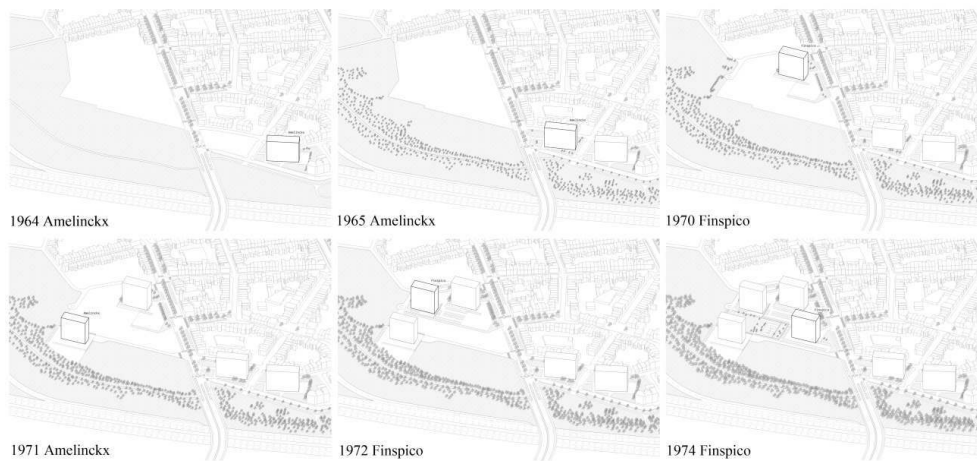 1964 Amelinckx
1965 Amelinckx
1970 Finspico
1971 Amelinckx
1972 Finspico
1974 Finspico